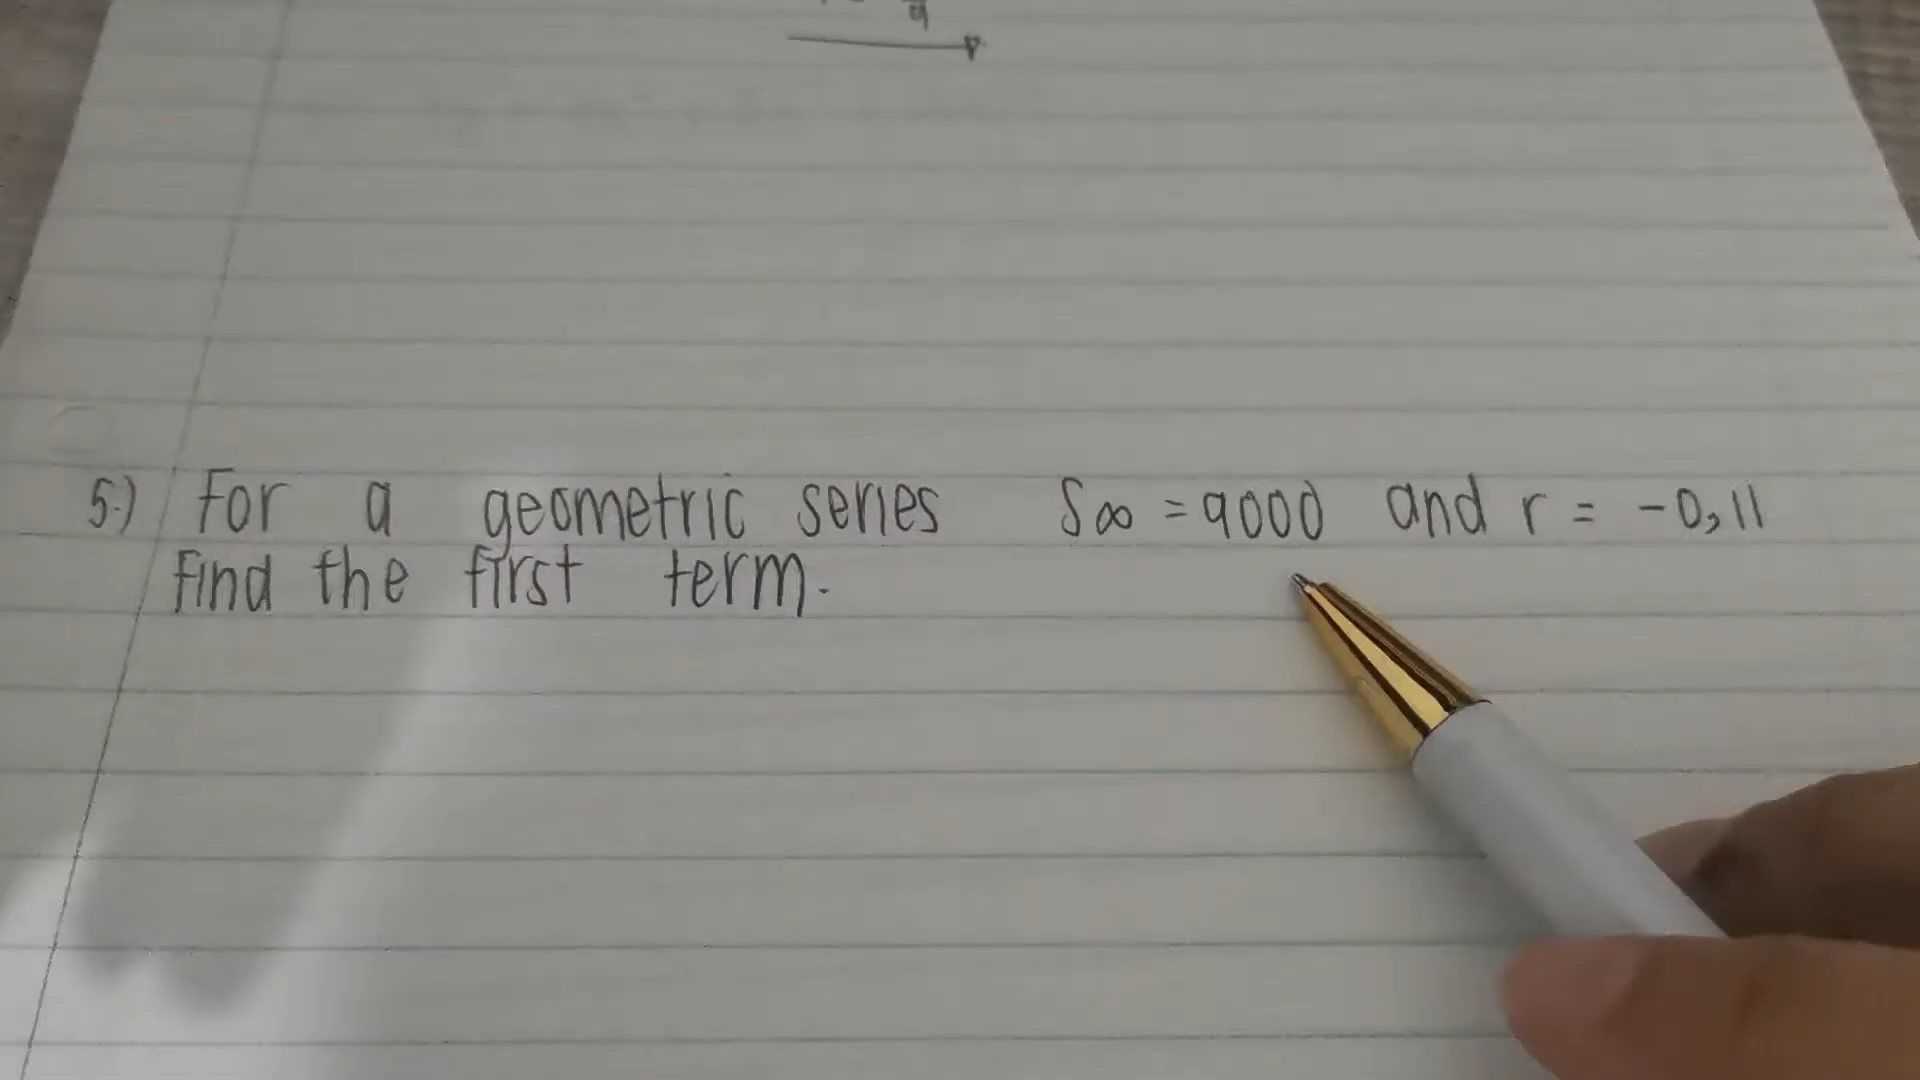 5.) For a geometric series S∞ = 9000 and r = -0,11
find the first term.